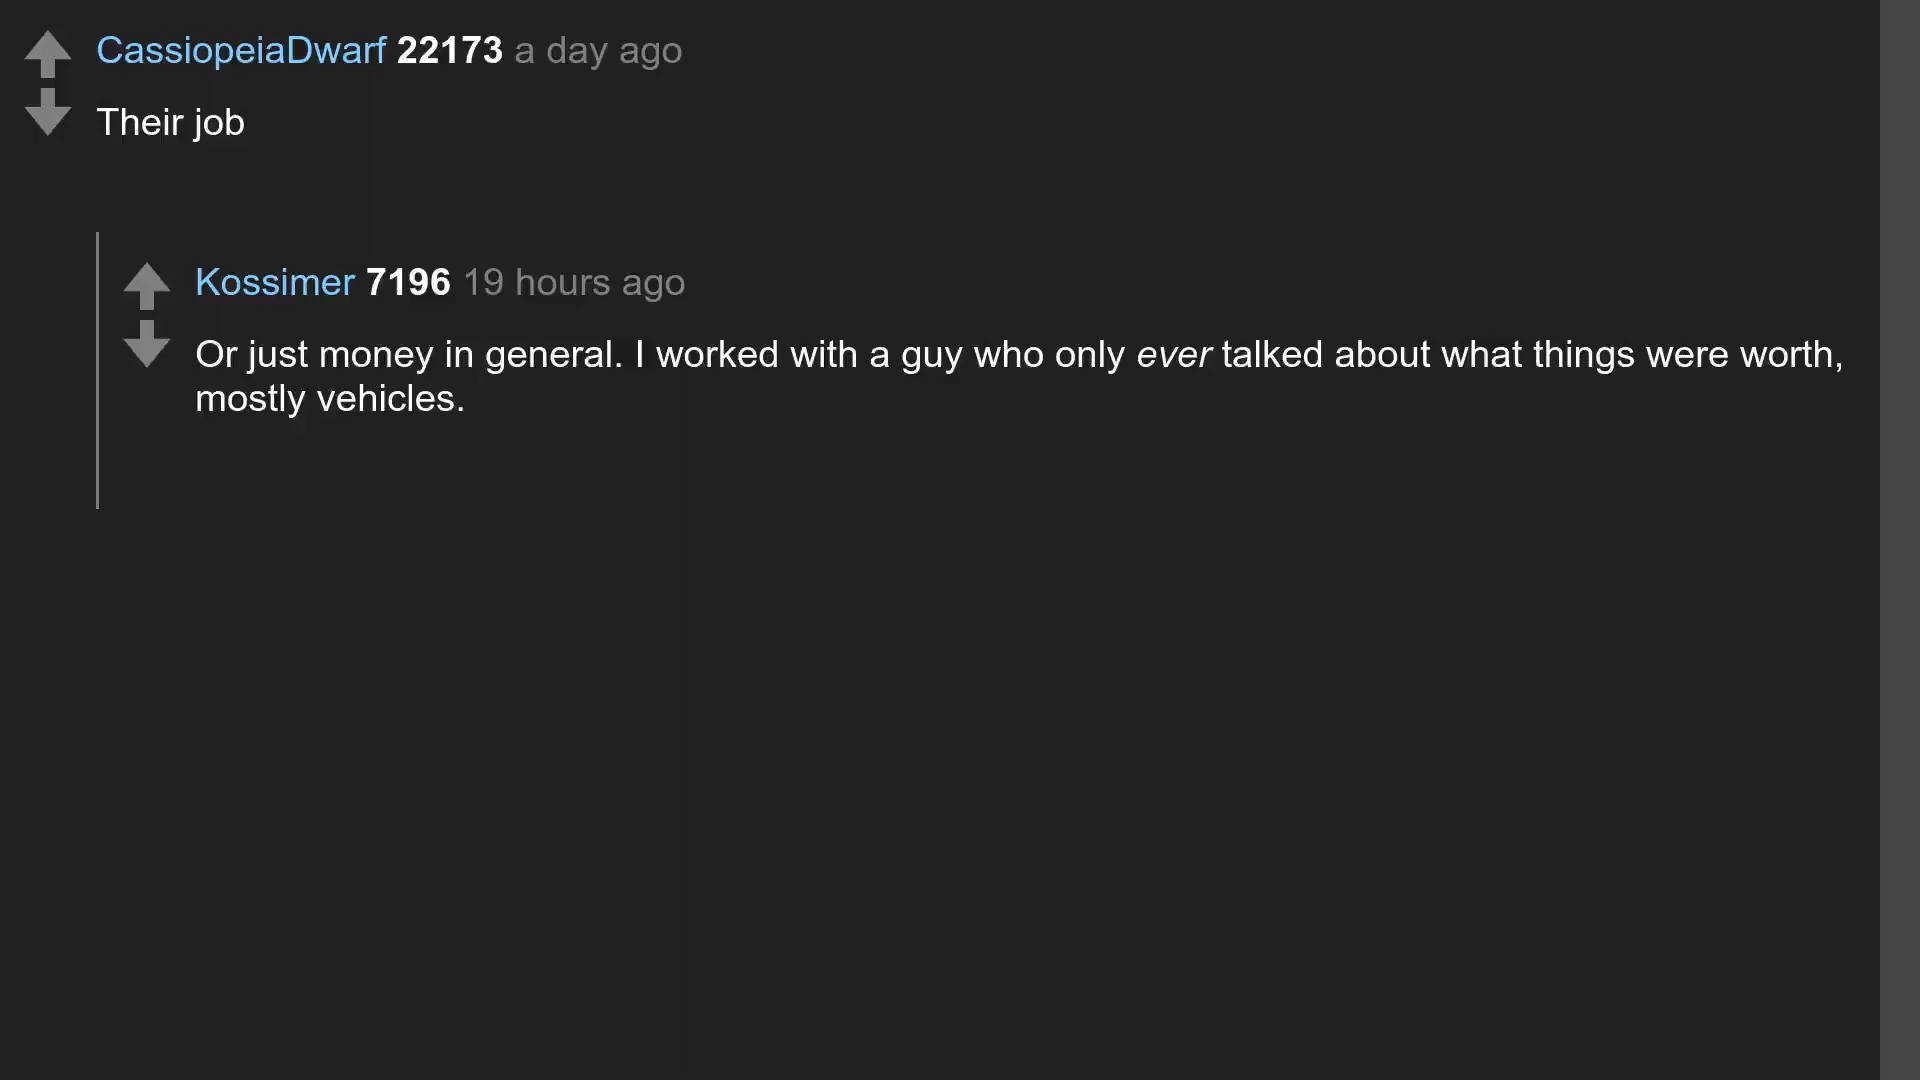 CassiopeiaDwarf 22173 a day ago
Their job
Kossimer 7196 19 hours ago
Or just money in general. I worked with a guy who only ever talked about what things were worth,
mostly vehicles.